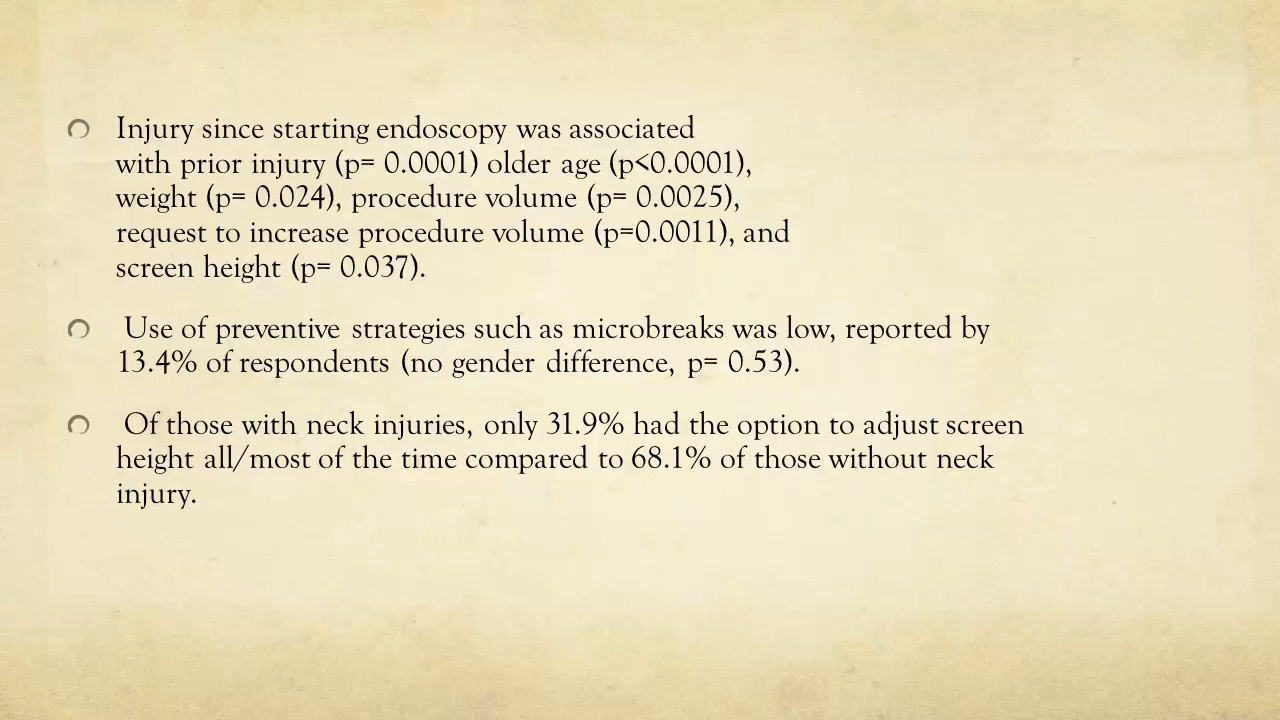 Injury since starting endoscopy was associated
with prior injury (p= 0.0001) older age (p<0.0001),
weight (p= 0.024), procedure volume (p= 0.0025),
request to increase procedure volume (p=0.0011), and
screen height (p= 0.037).
Use of preventive strategies such as microbreaks was low, reported by
13.4% of respondents (no gender difference, p= 0.53).
Of those with neck injuries, only 31.9% had the option to adjust screen
height all/most of the time compared to 68.1% of those without neck
injury.